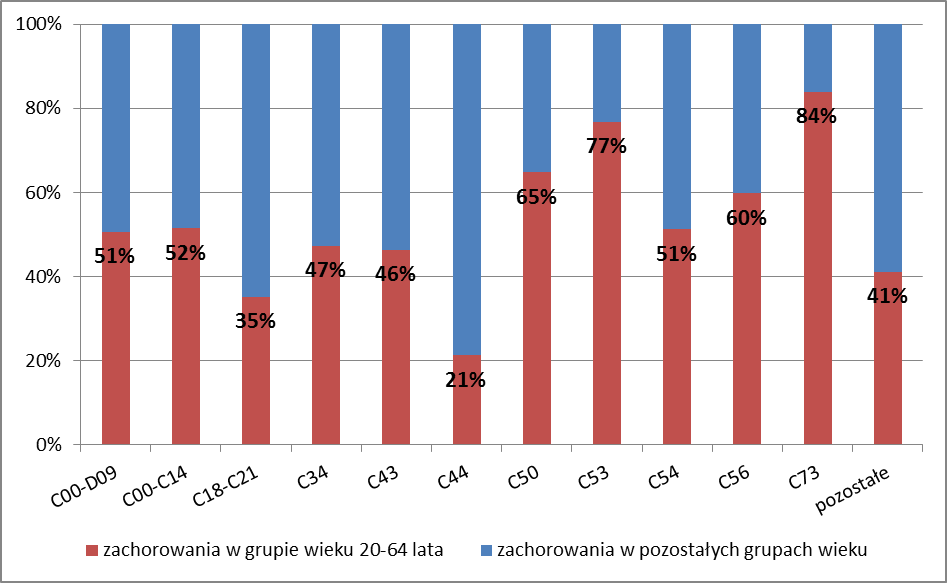 100%
80%
60%
40%
20%
0%
51%
52%
35%
47%
46%
21%
65%
77%
51%
60%
84%
41%
C00-D09
C00-C14
C18-C21
C34
C43
C44
C50
C53
C54
C56
C73
pozostałe
zachorowania w grupie wieku 20-64 lata
zachorowania w pozostałych grupach wieku